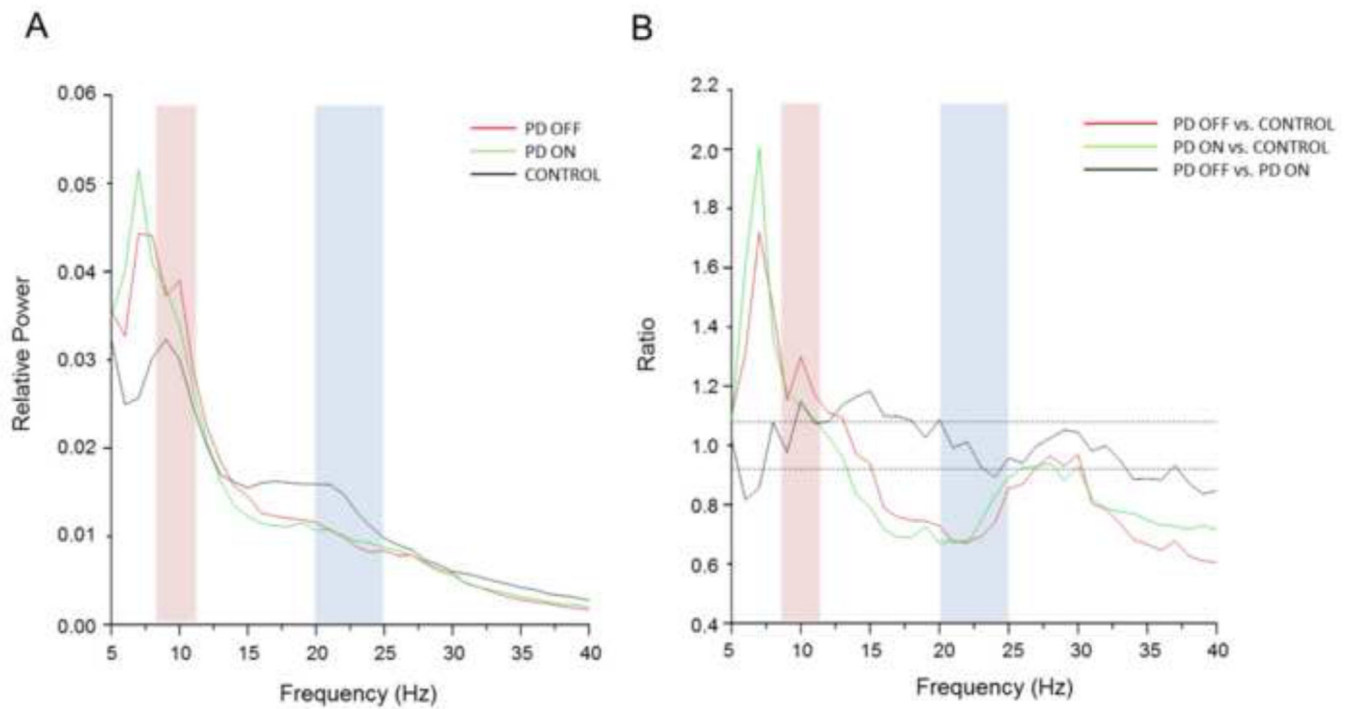 A
B
0.06
0.05
0.04
0.03
0.02
0.01
0.00
Relative Power
5 10 15 20 25 30 35 40
Frequency (Hz)
PD OFF
PD ON
CONTROL
2.2
2.0
1.8
1.6
1.4
1.2
1.0
0.8
0.6
0.4
Ratio
5 10 15 20 25 30 35 40
Frequency (Hz)
PD OFF vs. CONTROL
PD ON vs. CONTROL
PD OFF vs. PD ON